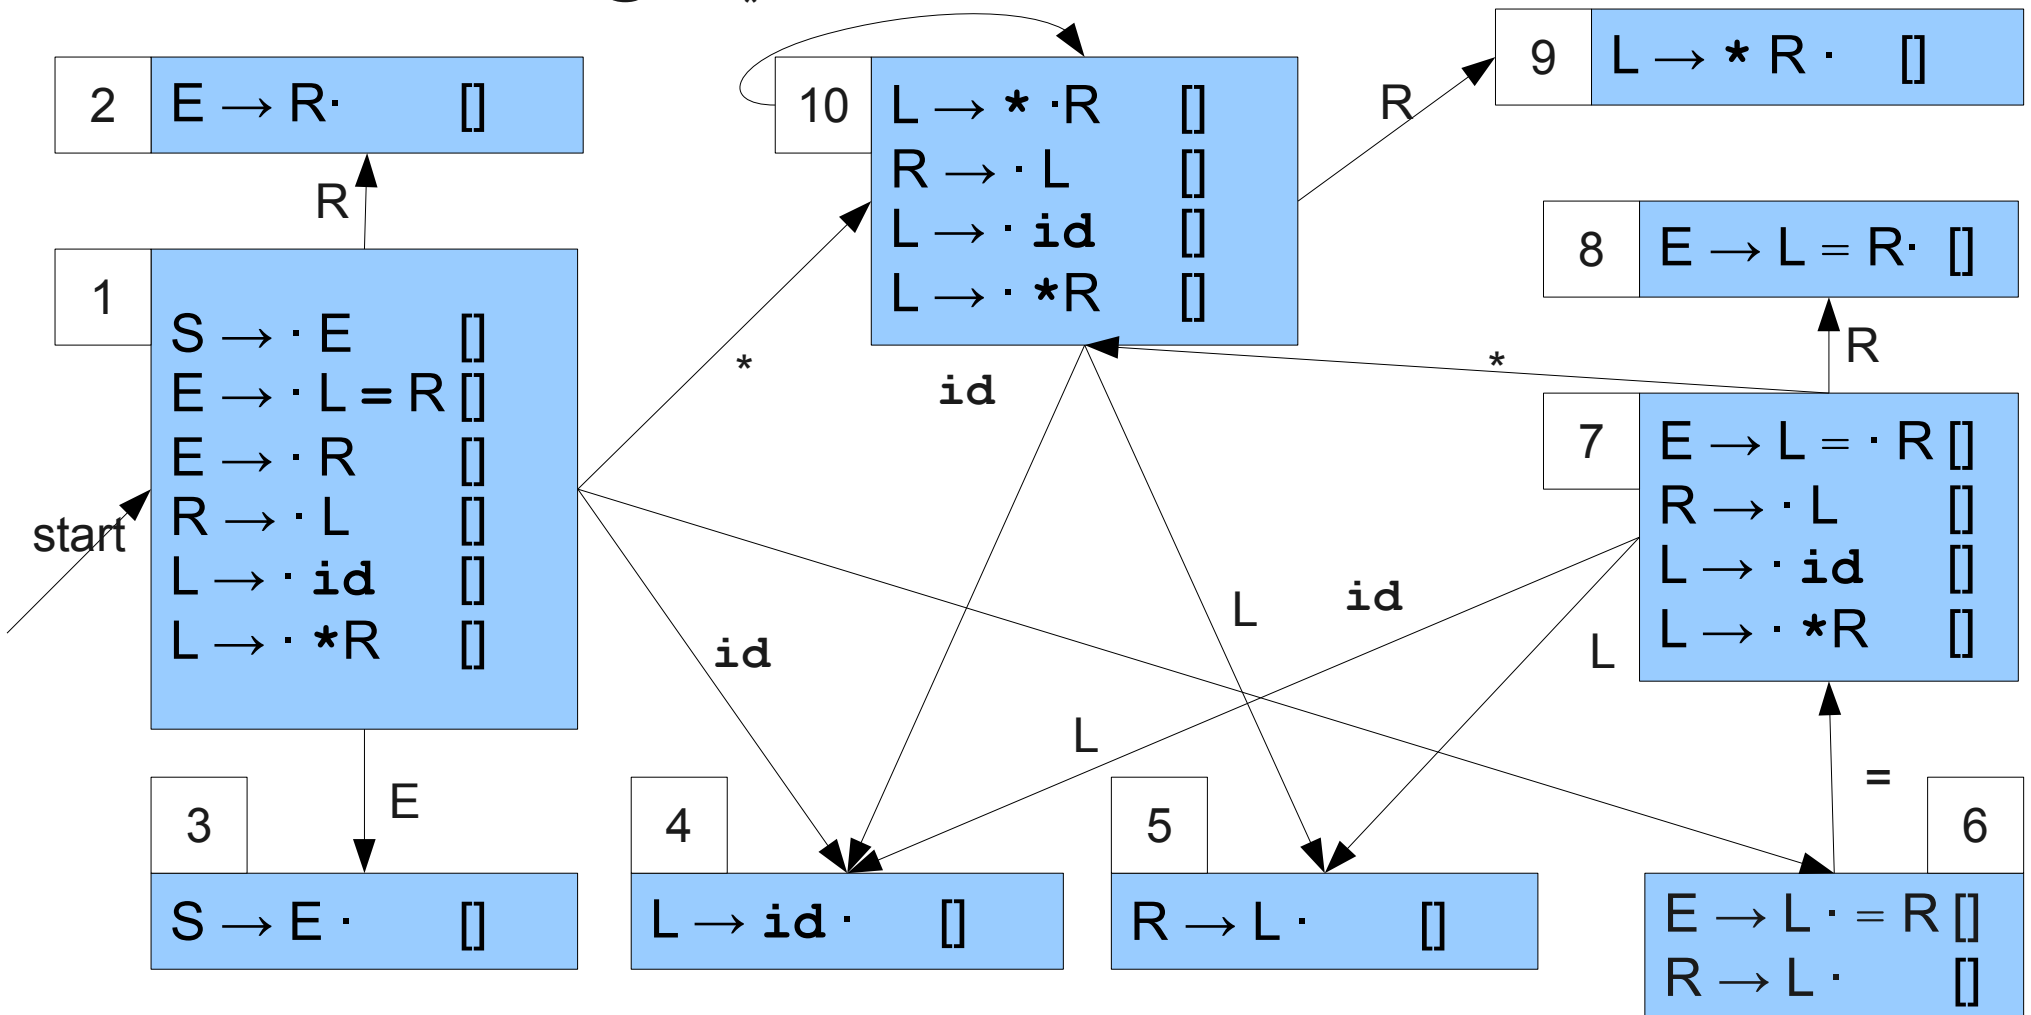 2
E → R· []
10
L → * ·R []
R → · L []
L → · id []
L → · *R []
9
L → * R · []
R
R
1
S → · E []
E → · L = R []
E → · R []
R → · L []
L → · id []
L → · *R []
start
*
id
*
8
E → L = R· []
R
7
E → L = · R []
R → · L []
L → · id []
L → · *R []
id
L
id
L
L
=
E
3
S → E · []
4
L → id · []
5
R → L · []
6
E → L · = R []
R → L · []